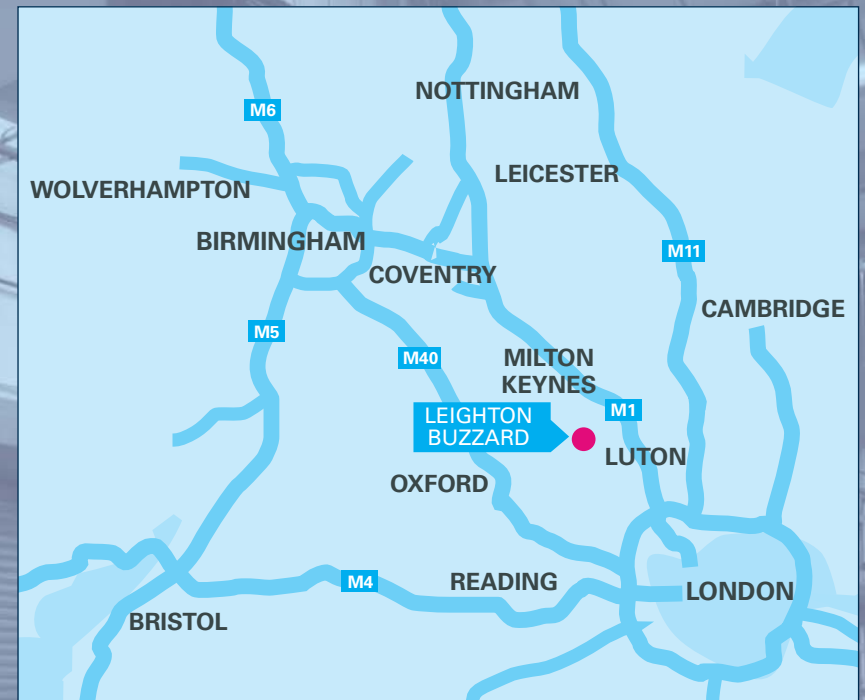 NOTTINGHAM
M6
LEICESTER
WOLVERHAMPTON
BIRMINGHAM
M11
COVENTRY
CAMBRIDGE
M5
M40
MILTON
KEYNES
M1
LEIGHTON
BUZZARD
LUTON
OXFORD
M4
READING
LONDON
BRISTOL